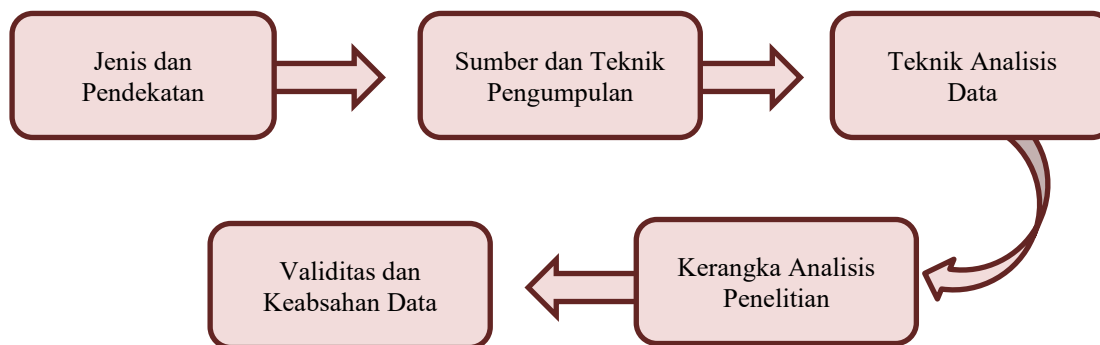 Jenis dan
Pendekatan
Sumber dan Teknik
Pengumpulan
Teknik Analisis
Data
Kerangka Analisis
Penelitian
Validitas dan
Keabsahan Data